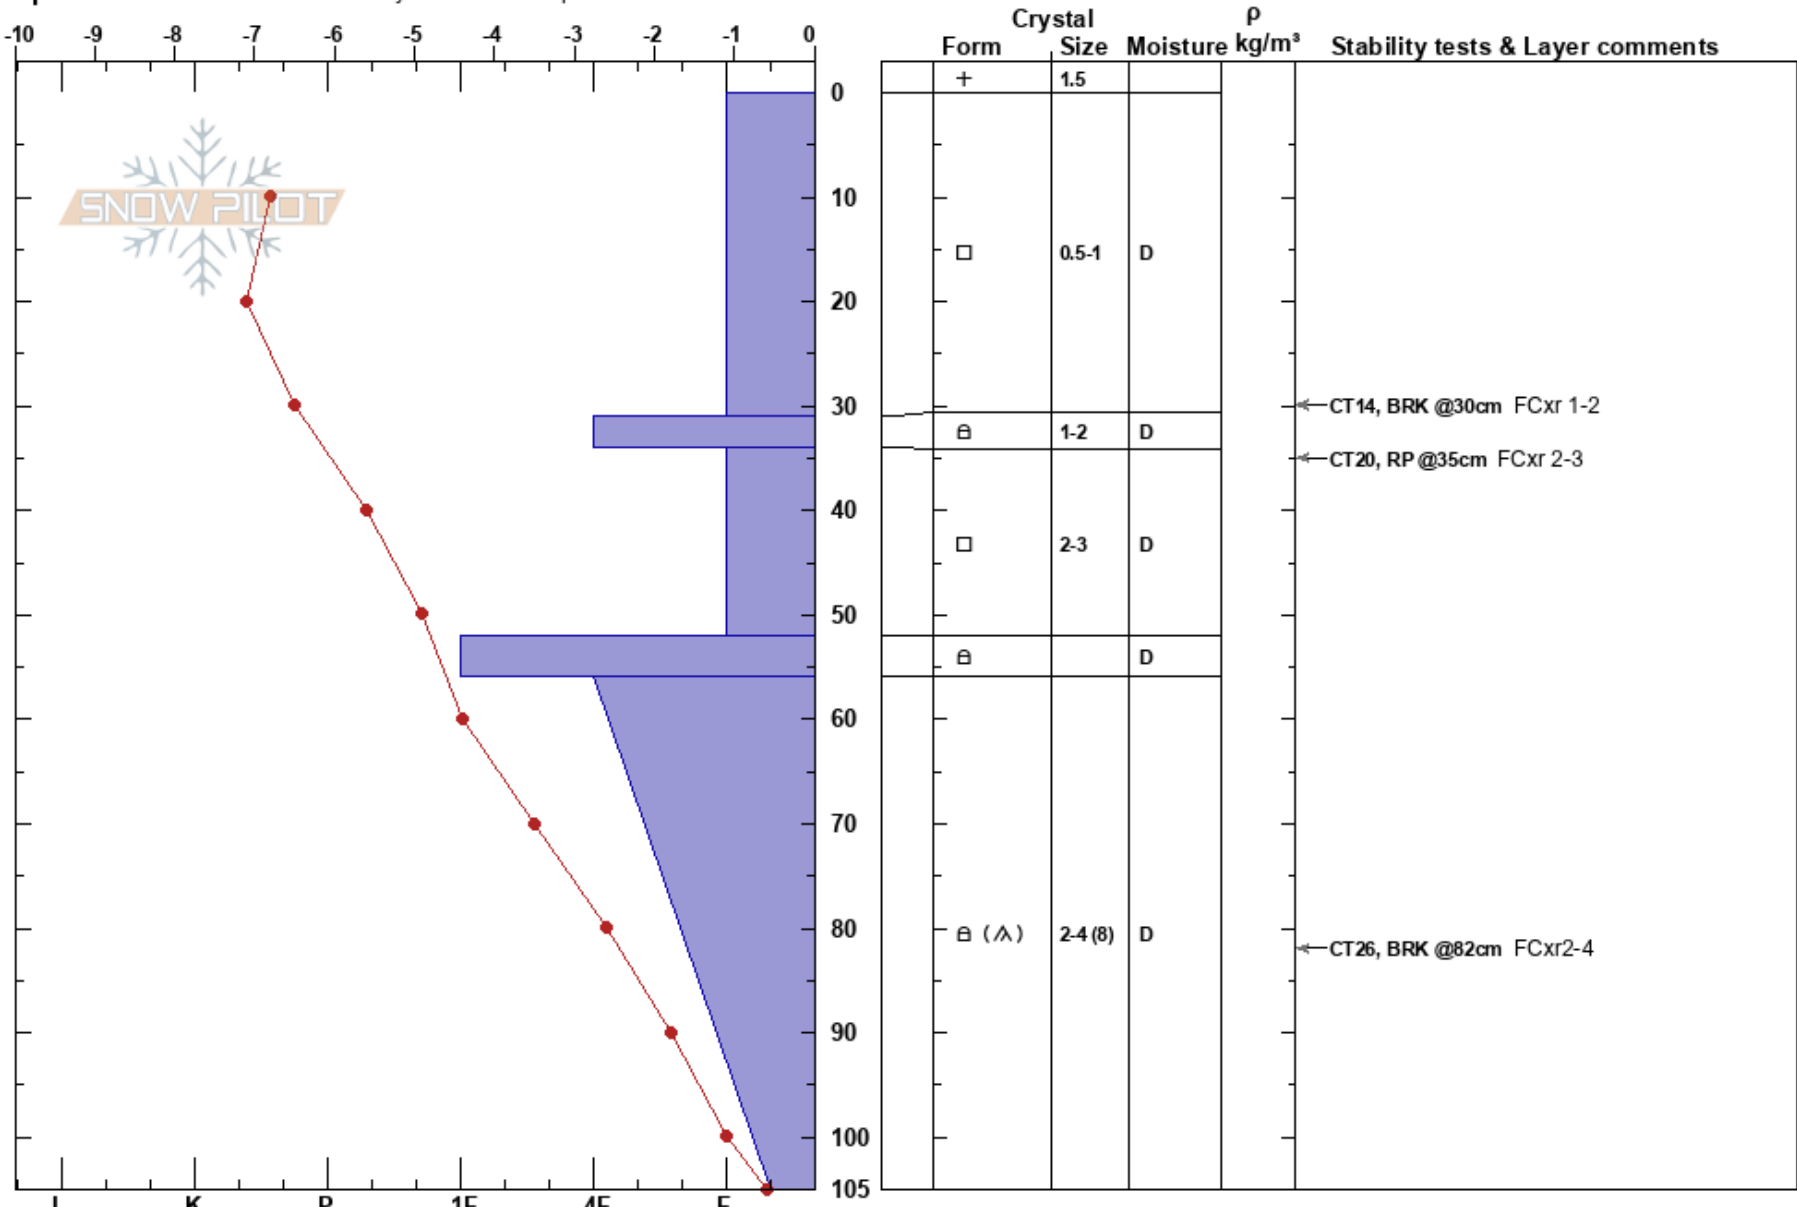 Crystal ρ
-10 -9 -8 -7 -6 -5 -4 -3 -2 -1 0 Form Size Moisture kg/m³ Stability tests & Layer comments
+ 1.5
0
SNOW PILOT
10
□ 0.5-1 D
20
30 CT14, BRK @30cm FCxr 1-2
1-2 D
CT20, RP @35cm FCxr 2-3
40
□ 2-3 D
50
D
60
70
80 (Λ) 2-4 (8) D
CT26, BRK @82cm FCxr2-4
90
100
105
I K P 1F 4F F